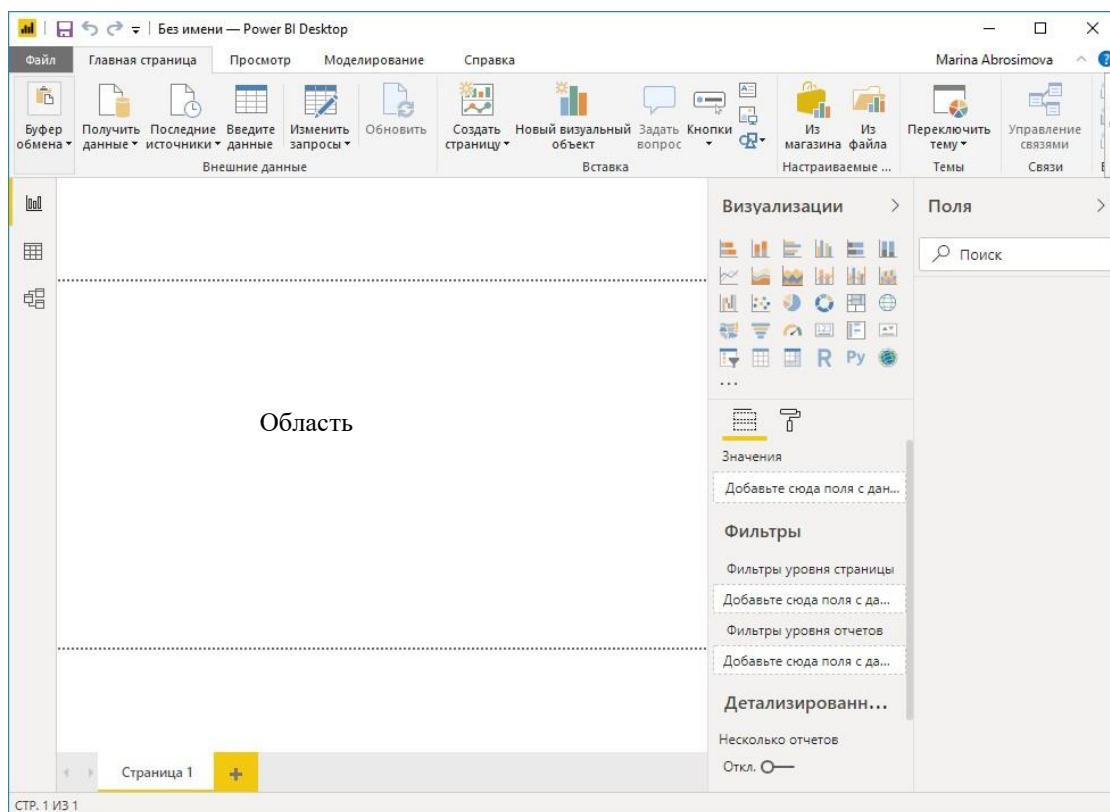 Без имени — Power BI Desktop
Файл Главная страница Просмотр Моделирование Справка Marina Abrosimova
Буфер обмена
Получить данные
Последние источники
Введите данные
Изменить запросы
Обновить
Создать страницу
Новый визуальный объект
Задать вопрос
Кнопки
Из магазина
Из файла
Переключить тему
Управление связями
Внешние данные Вставка Настраиваемые ... Темы Связи
Визуализации
R Py
...
Значения
Добавьте сюда поля с дан...
Фильтры
Фильтры уровня страницы
Добавьте сюда поля с да...
Фильтры уровня отчетов
Добавьте сюда поля с да...
Детализированн...
Несколько отчетов
Откл.
Поля
Поиск
Область
Страница 1 +
СТР. 1 ИЗ 1